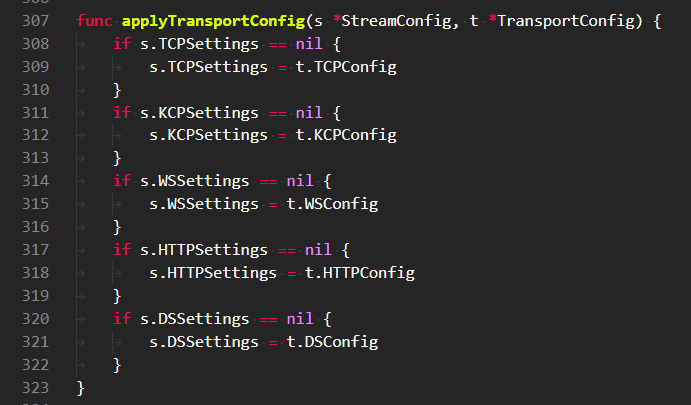 307 func applyTransportConfig(s *StreamConfig, t *TransportConfig) {
308 if s.TCPSettings == nil {
309 s.TCPSettings = t.TCPConfig
310 }
311 if s.KCPSettings == nil {
312 s.KCPSettings = t.KCPConfig
313 }
314 if s.WSSettings == nil {
315 s.WSSettings = t.WSConfig
316 }
317 if s.HTTPSettings == nil {
318 s.HTTPSettings = t.HTTPConfig
319 }
320 if s.DSSettings == nil {
321 s.DSSettings = t.DSConfig
322 }
323 }